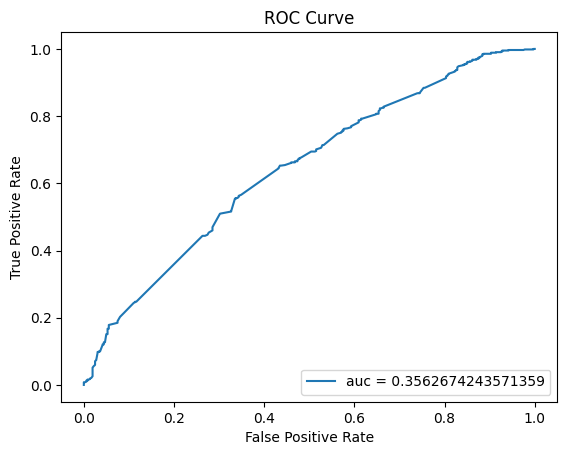 ROC Curve
True Positive Rate
1.0
0.8
0.6
0.4
0.2
0.0
auc = 0.3562674243571359
0.0 0.2 0.4 0.6 0.8 1.0
False Positive Rate